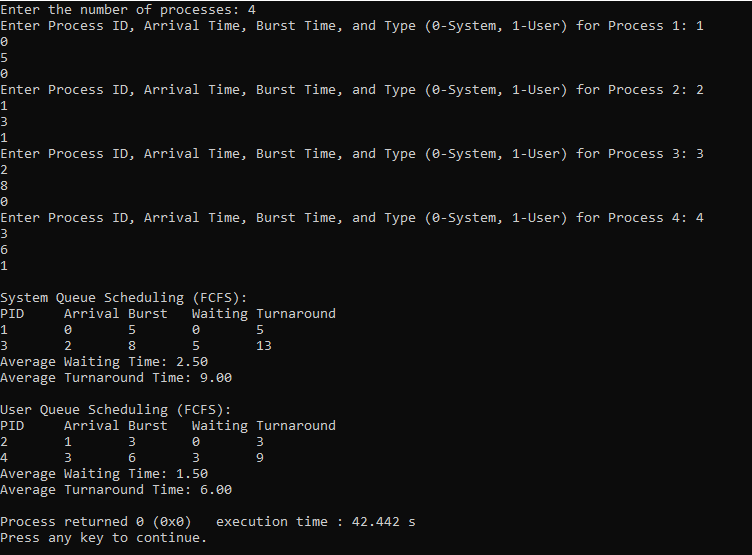 Enter the number of processes: 4
Enter Process ID, Arrival Time, Burst Time, and Type (0-System, 1-User) for Process 1: 1
0
5
0
Enter Process ID, Arrival Time, Burst Time, and Type (0-System, 1-User) for Process 2: 2
1
3
1
Enter Process ID, Arrival Time, Burst Time, and Type (0-System, 1-User) for Process 3: 3
2
8
0
Enter Process ID, Arrival Time, Burst Time, and Type (0-System, 1-User) for Process 4: 4
3
6
1
System Queue Scheduling (FCFS):
PID     Arrival Burst   Waiting Turnaround
1       0       5       0       5
3       2       8       5       13
Average Waiting Time: 2.50
Average Turnaround Time: 9.00
User Queue Scheduling (FCFS):
PID     Arrival Burst   Waiting Turnaround
2       1       3       0       3
4       3       6       3       9
Average Waiting Time: 1.50
Average Turnaround Time: 6.00
Process returned 0 (0x0)   execution time : 42.442 s
Press any key to continue.